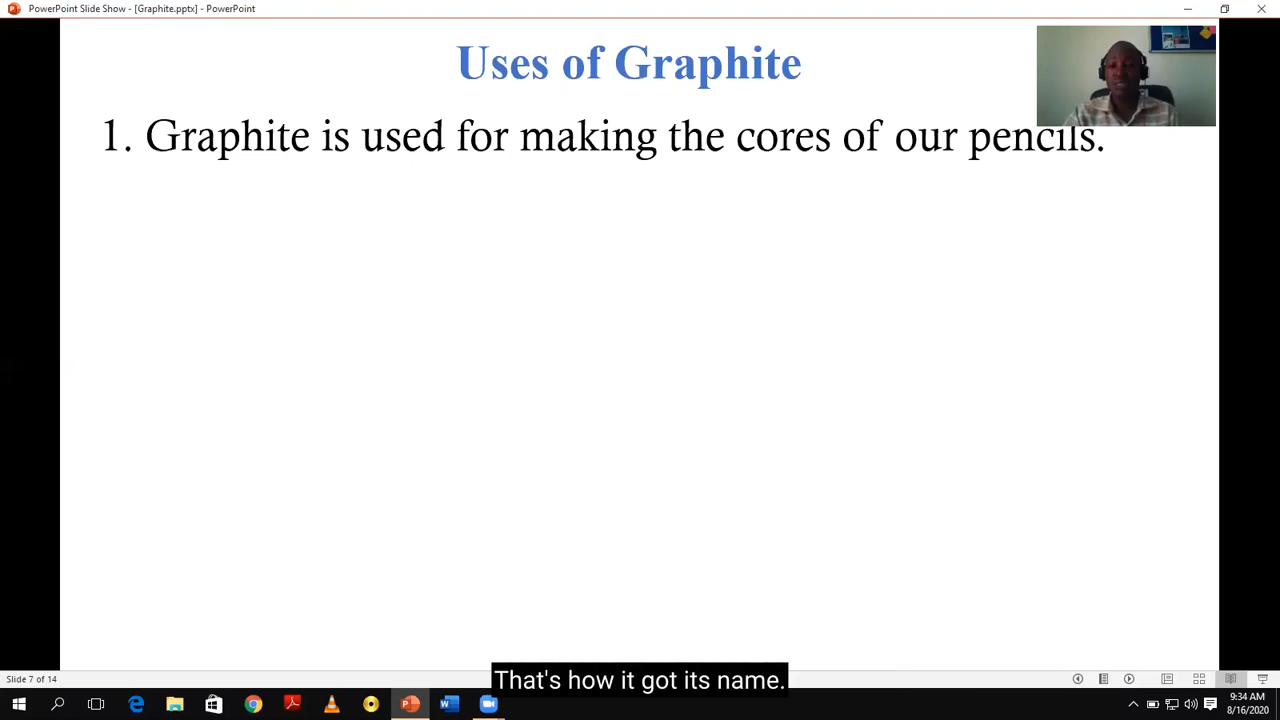 PowerPoint Slide Show - [Graphite.pptx] - PowerPoint
Uses of Graphite
1. Graphite is used for making the cores of our pencils.
That's how it got its name.
Slide 7 of 14
9:34 AM
8/16/2020